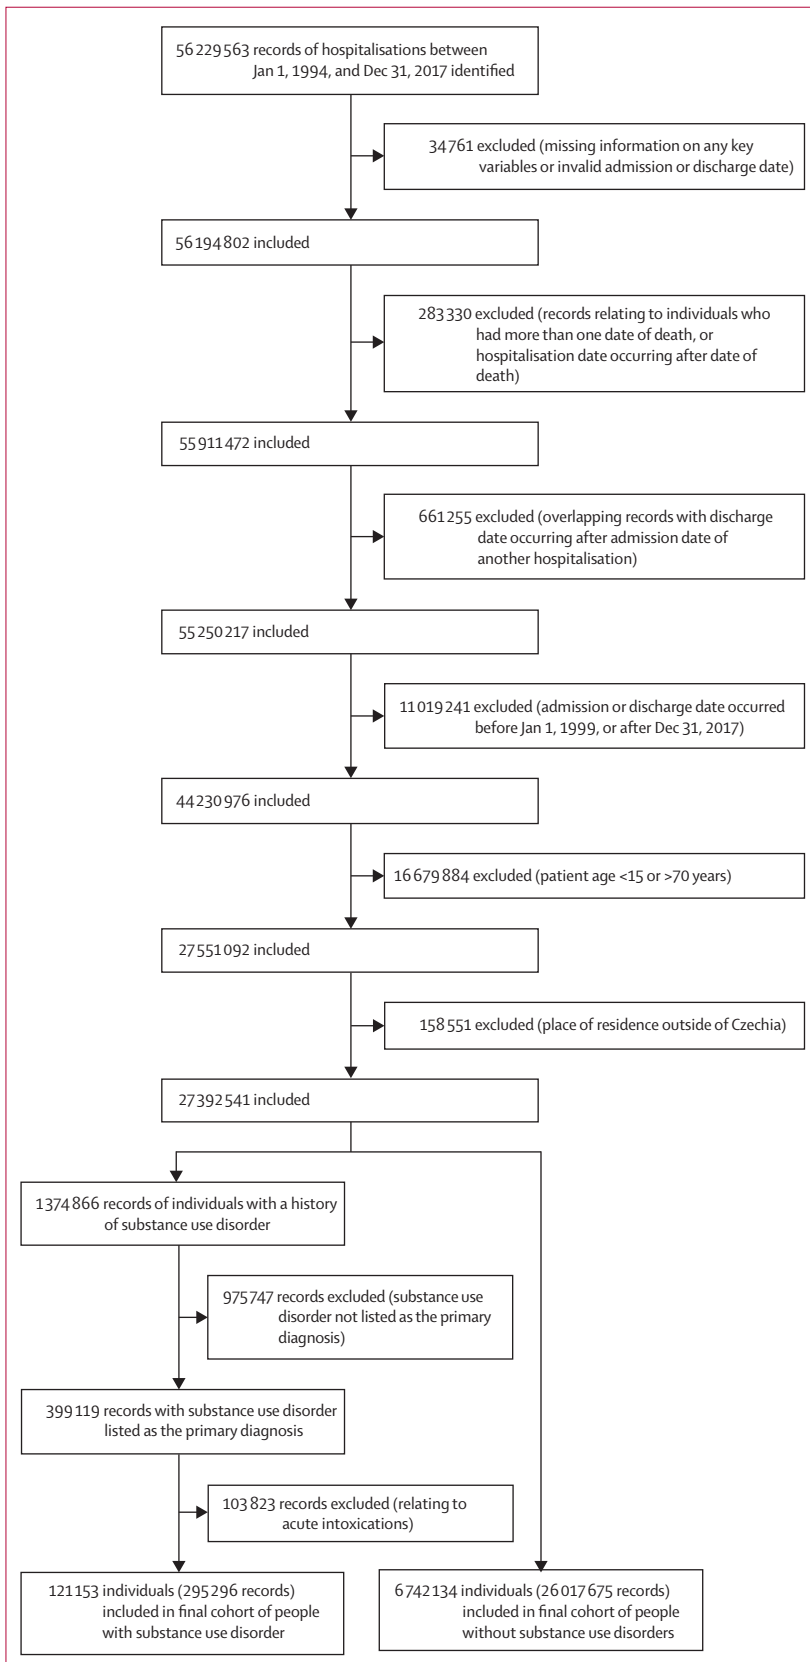 56 229 563 records of hospitalisations between
Jan 1, 1994, and Dec 31, 2017 identified
34 761 excluded (missing information on any key
variables or invalid admission or discharge date)
56 194 802 included
283 330 excluded (records relating to individuals who
had more than one date of death, or
hospitalisation date occurring after date of
death)
55 911 472 included
661 255 excluded (overlapping records with discharge
date occurring after admission date of
another hospitalisation)
55 250 217 included
11 019 241 excluded (admission or discharge date occurred
before Jan 1, 1999, or after Dec 31, 2017)
44 230 976 included
16 679 884 excluded (patient age <15 or >70 years)
27 551 092 included
158 551 excluded (place of residence outside of Czechia)
27 392 541 included
1 374 866 records of individuals with a history
of substance use disorder
975 747 records excluded (substance use
disorder not listed as the primary
diagnosis)
399 119 records with substance use disorder
listed as the primary diagnosis
103 823 records excluded (relating to
acute intoxications)
121 153 individuals (295 296 records)
included in final cohort of people
with substance use disorder
6 742 134 individuals (26 017 675 records)
included in final cohort of people
without substance use disorders